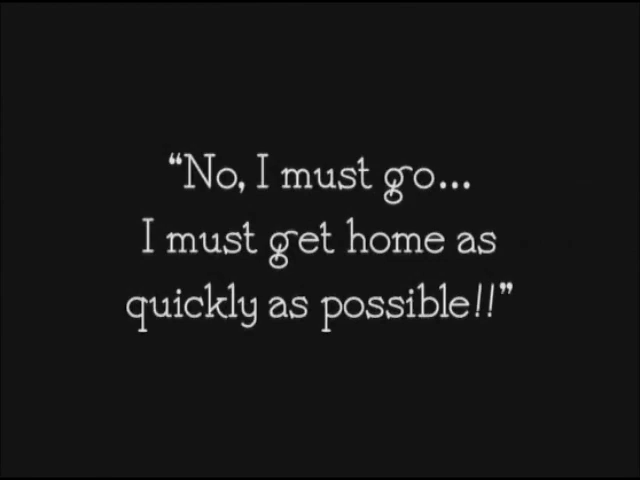 “No, I must go...
I must get home as
quickly as possible!!”